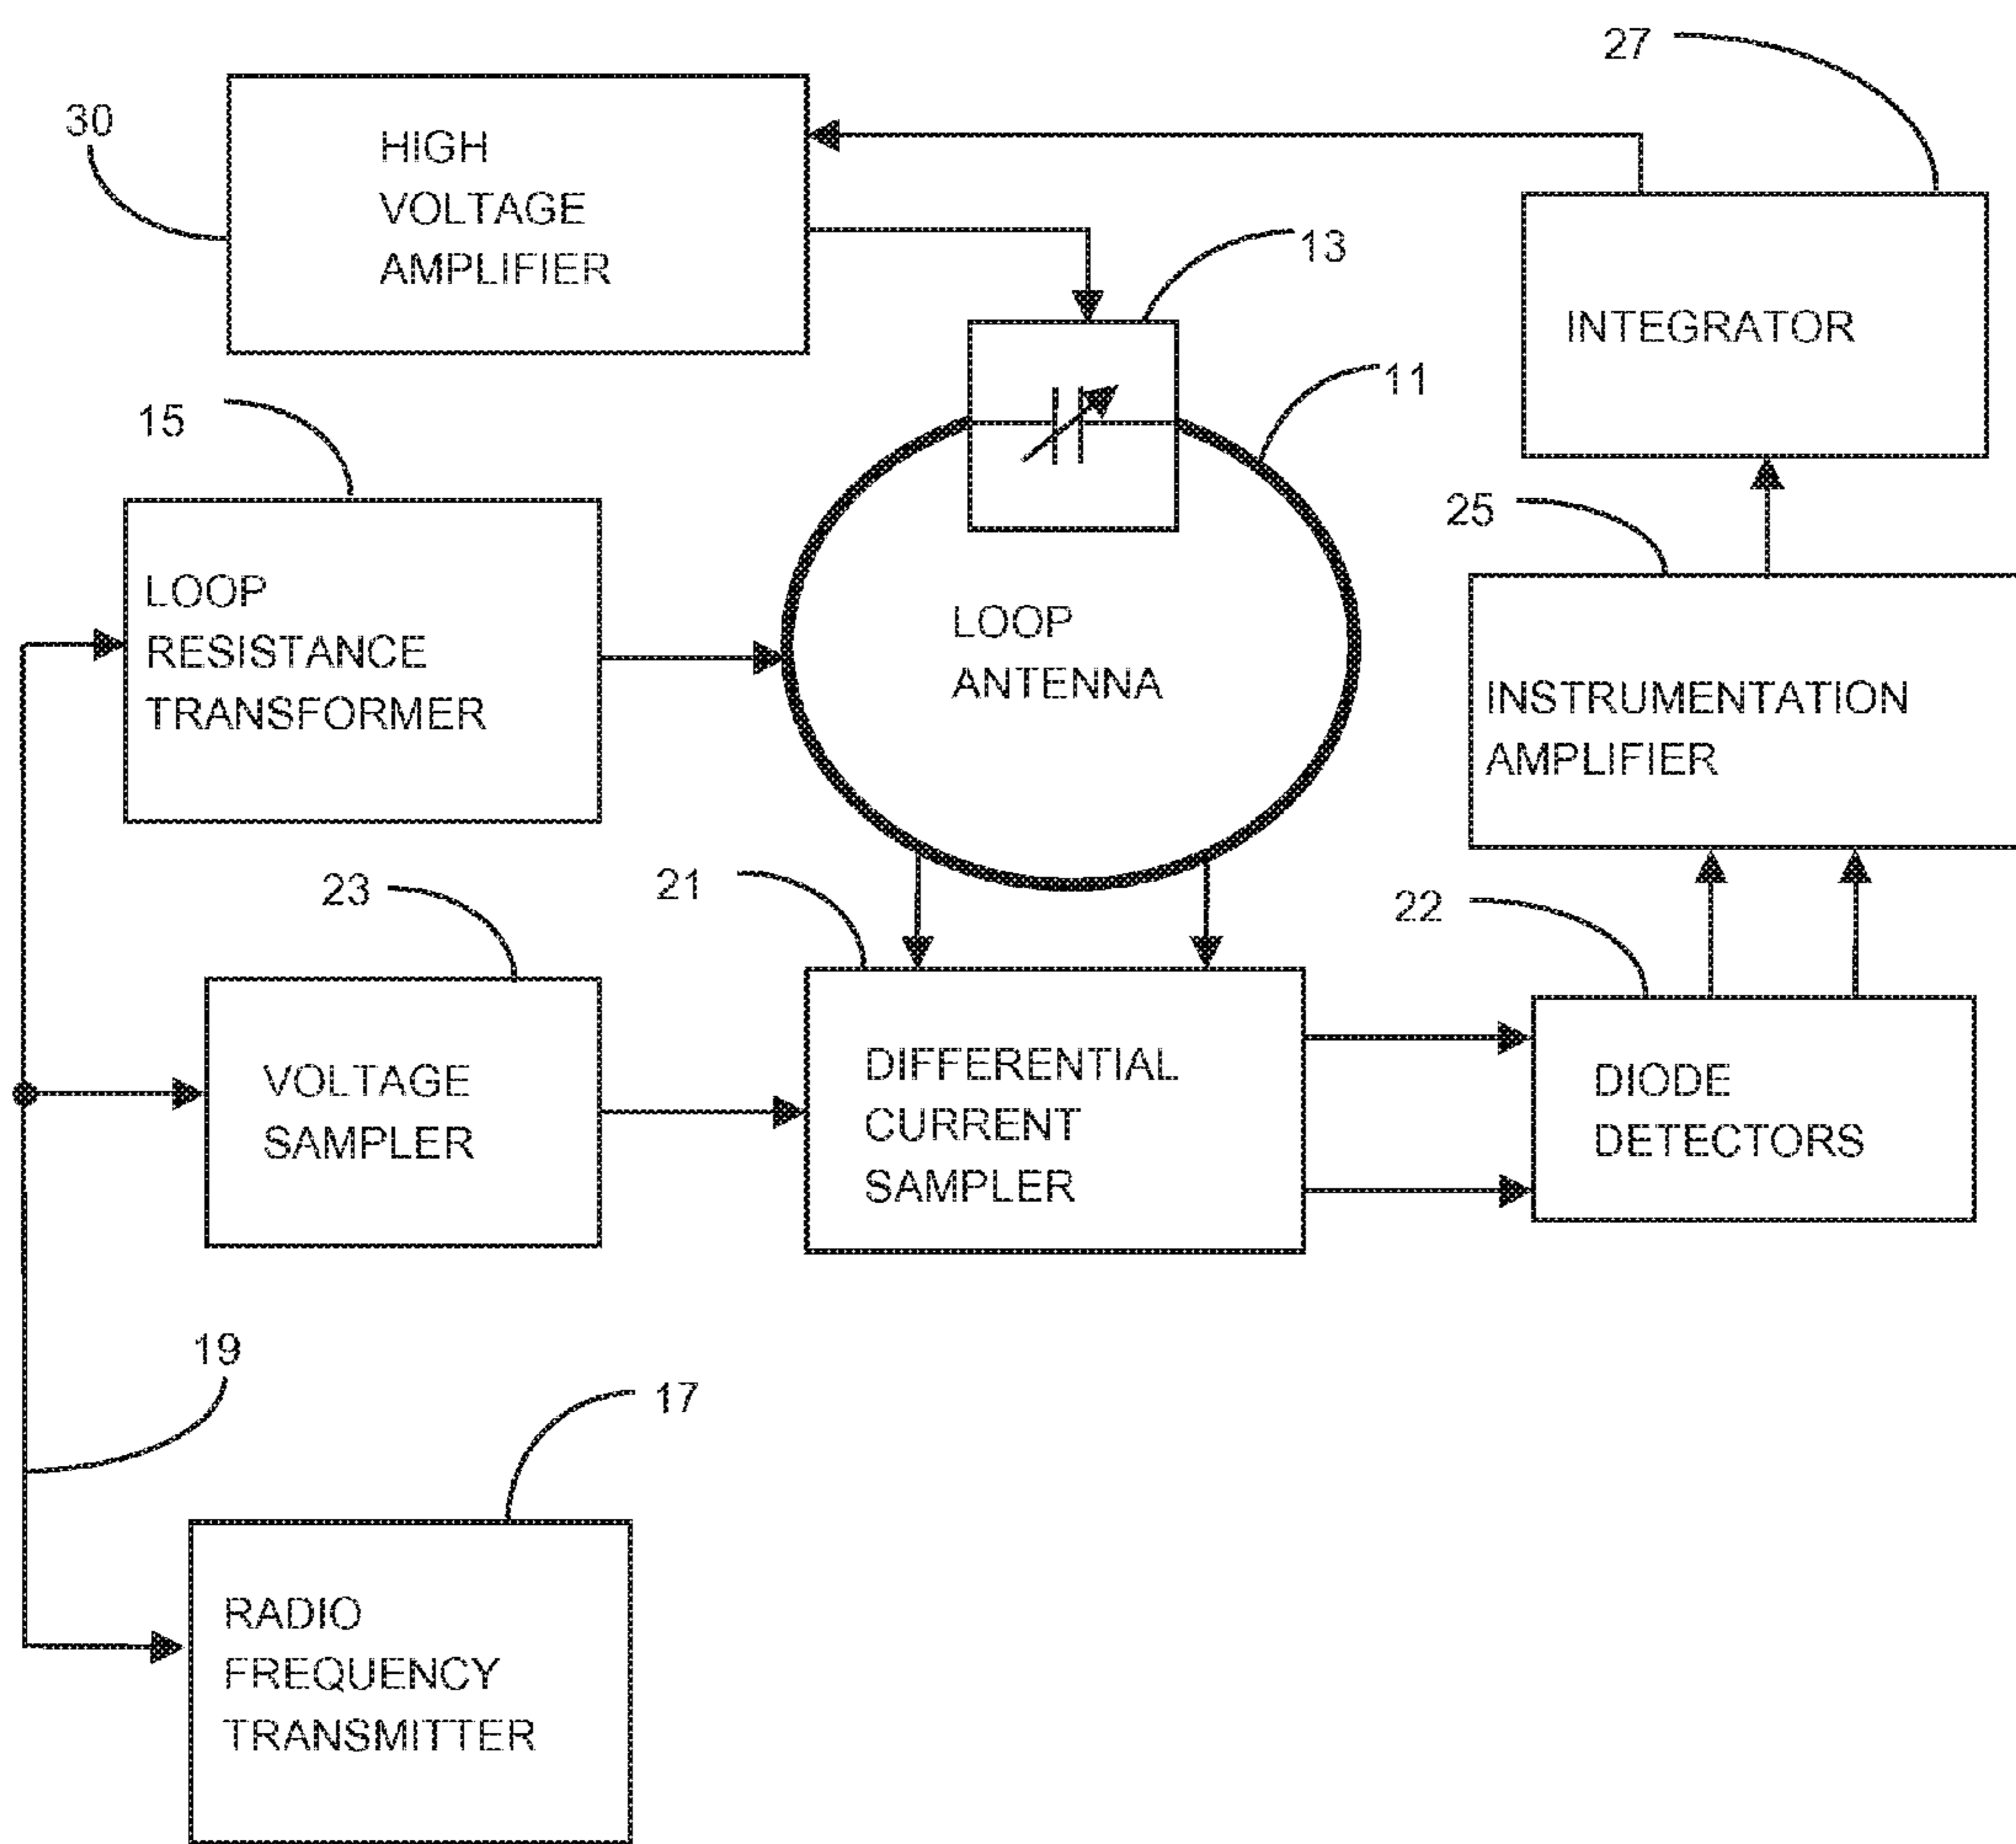 27
30
HIGH
VOLTAGE
AMPLIFIER
13
INTEGRATOR
11
15
25
LOOP
RESISTANCE
TRANSFORMER
LOOP
ANTENNA
INSTRUMENTATION
AMPLIFIER
23
21
22
VOLTAGE
SAMPLER
DIFFERENTIAL
CURRENT
SAMPLER
DIODE
DETECTORS
19
17
RADIO
FREQUENCY
TRANSMITTER